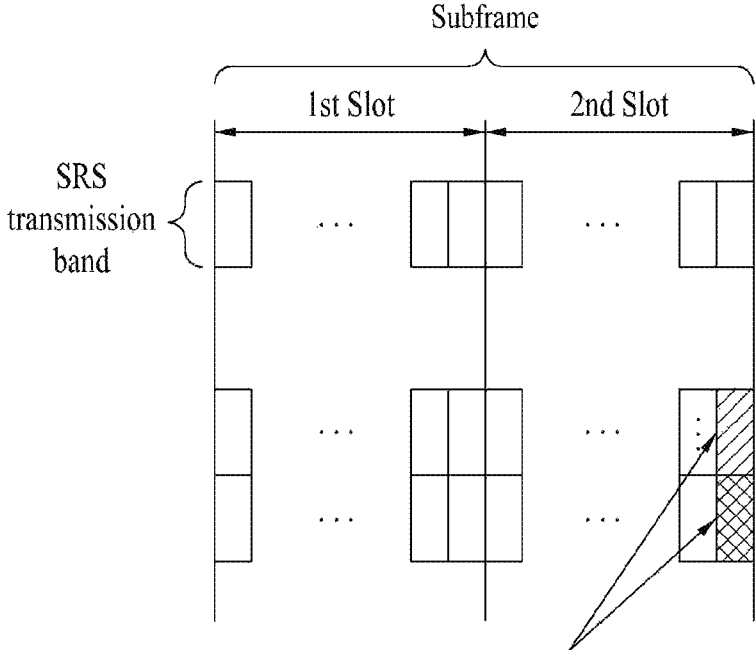 Subframe
1st Slot
2nd Slot
SRS
transmission
band